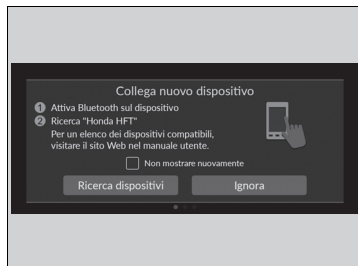 Collega nuovo dispositivo
1 Attiva Bluetooth sul dispositivo
2 Ricerca "Honda HFT"
Per un elenco dei dispositivi compatibili,
visitare il sito Web nel manuale utente.
Non mostrare nuovamente
Ricerca dispositivi Ignora